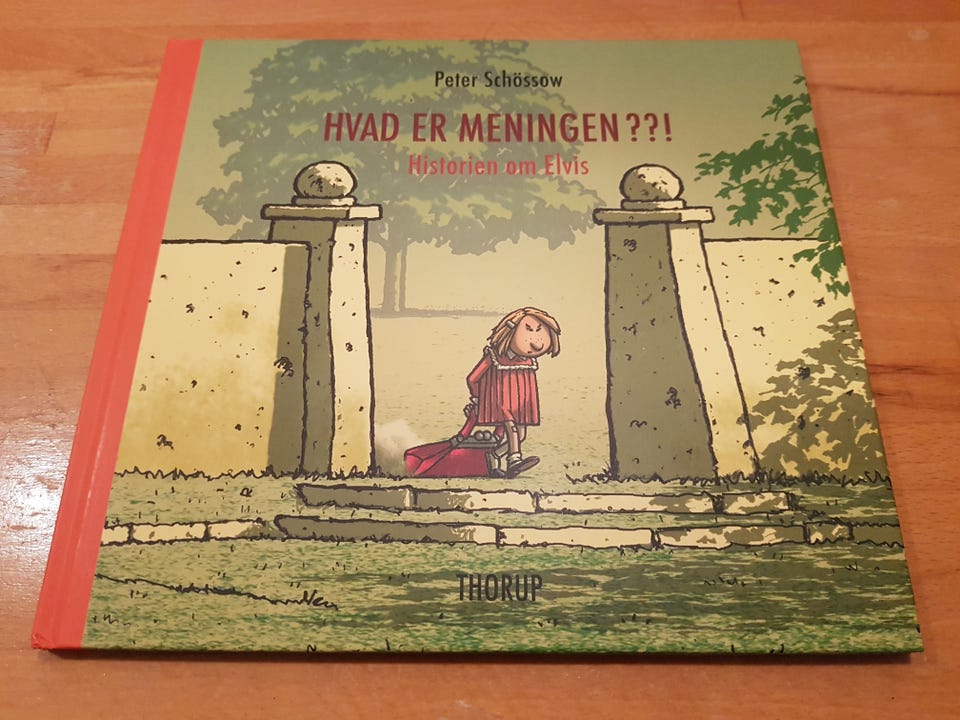 Peter Schössow
HVAD ER MENINGEN??!
Historien om Elvis
THORUP